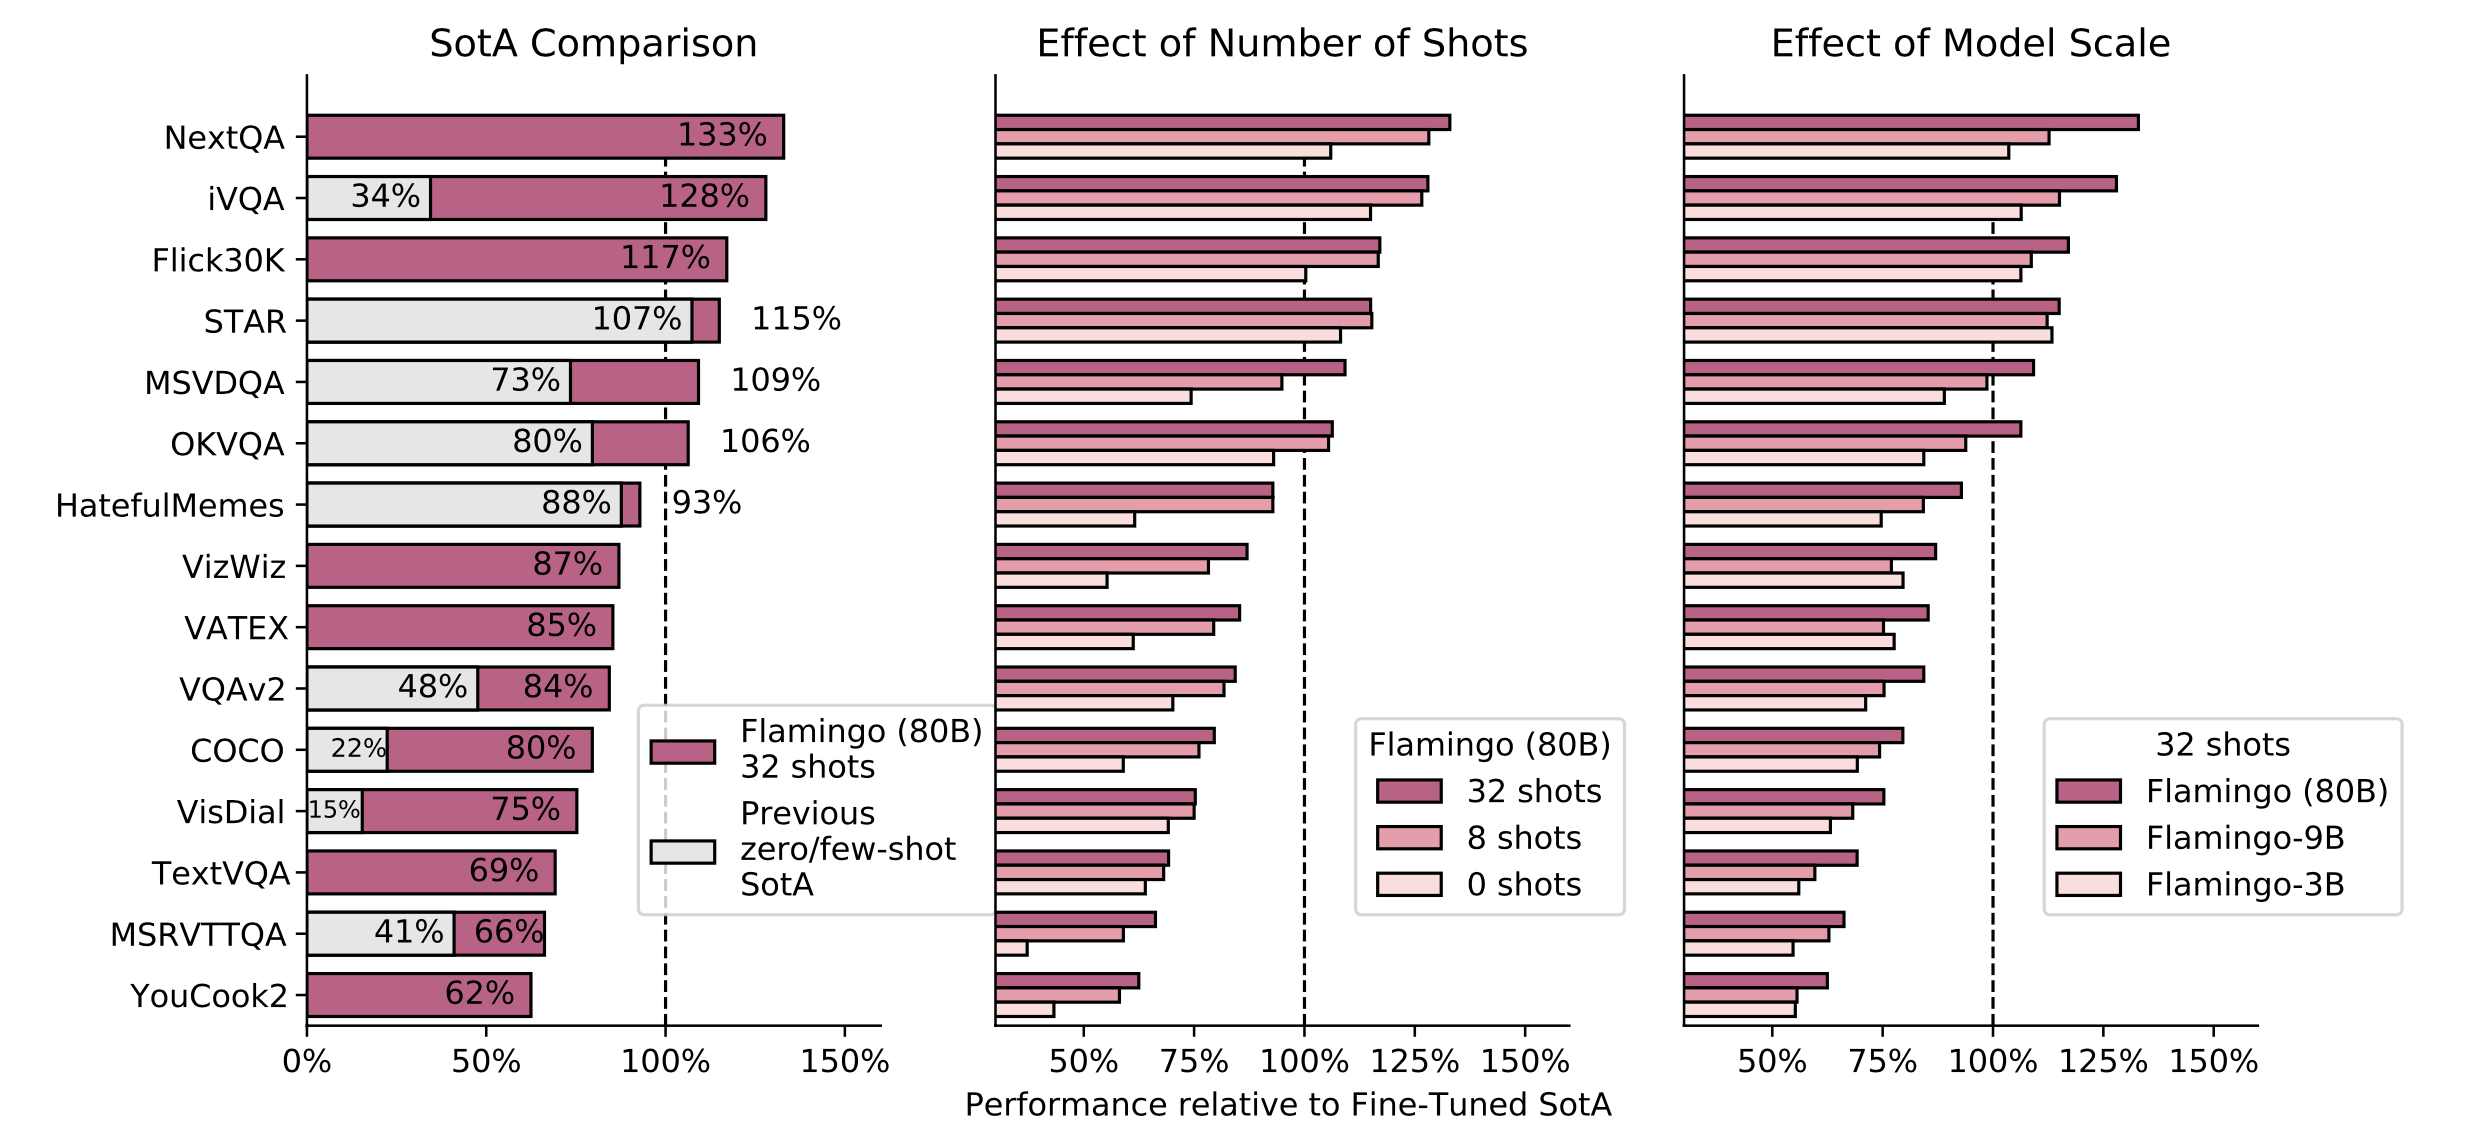 SotA Comparison
NextQA
133%
iVQA
34%
128%
Flick30K
117%
STAR
107%
115%
MSVDQA
73%
109%
OKVQA
80%
106%
HatefulMemes
88%
93%
VizWiz
87%
VATEX
85%
VQAv2
48%
84%
COCO
22%
80%
VisDial
15%
75%
TextVQA
69%
MSRVTTQA
41%
66%
YouCook2
62%
0%
50%
100%
150%
Flamingo (80B)
32 shots
Previous
zero/few-shot
SotA
Effect of Number of Shots
Flamingo (80B)
32 shots
8 shots
0 shots
50%
75%
100%
125%
150%
Performance relative to Fine-Tuned SotA
Effect of Model Scale
32 shots
Flamingo (80B)
Flamingo-9B
Flamingo-3B
50%
75%
100%
125%
150%